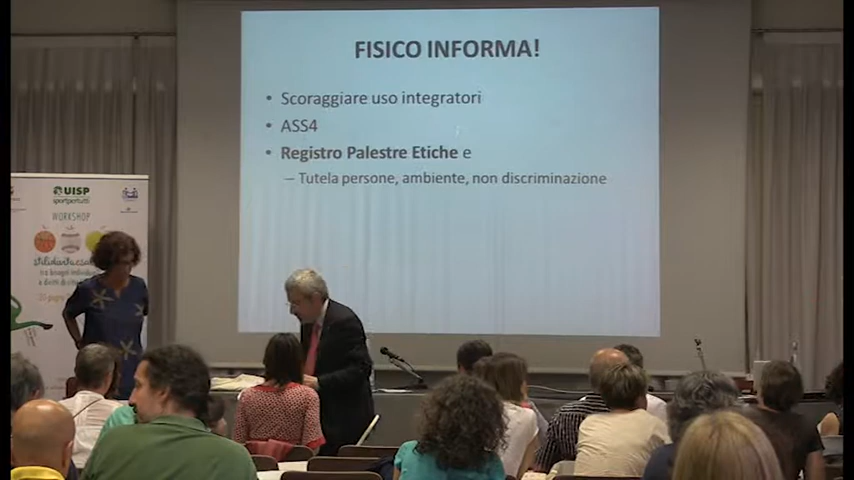 FISICO INFORMA!
• Scoraggiare uso integratori
• ASS4
• Registro Palestre Etiche e
– Tutela persone, ambiente, non discriminazione
UISP
sportpertutti
WORKSHOP